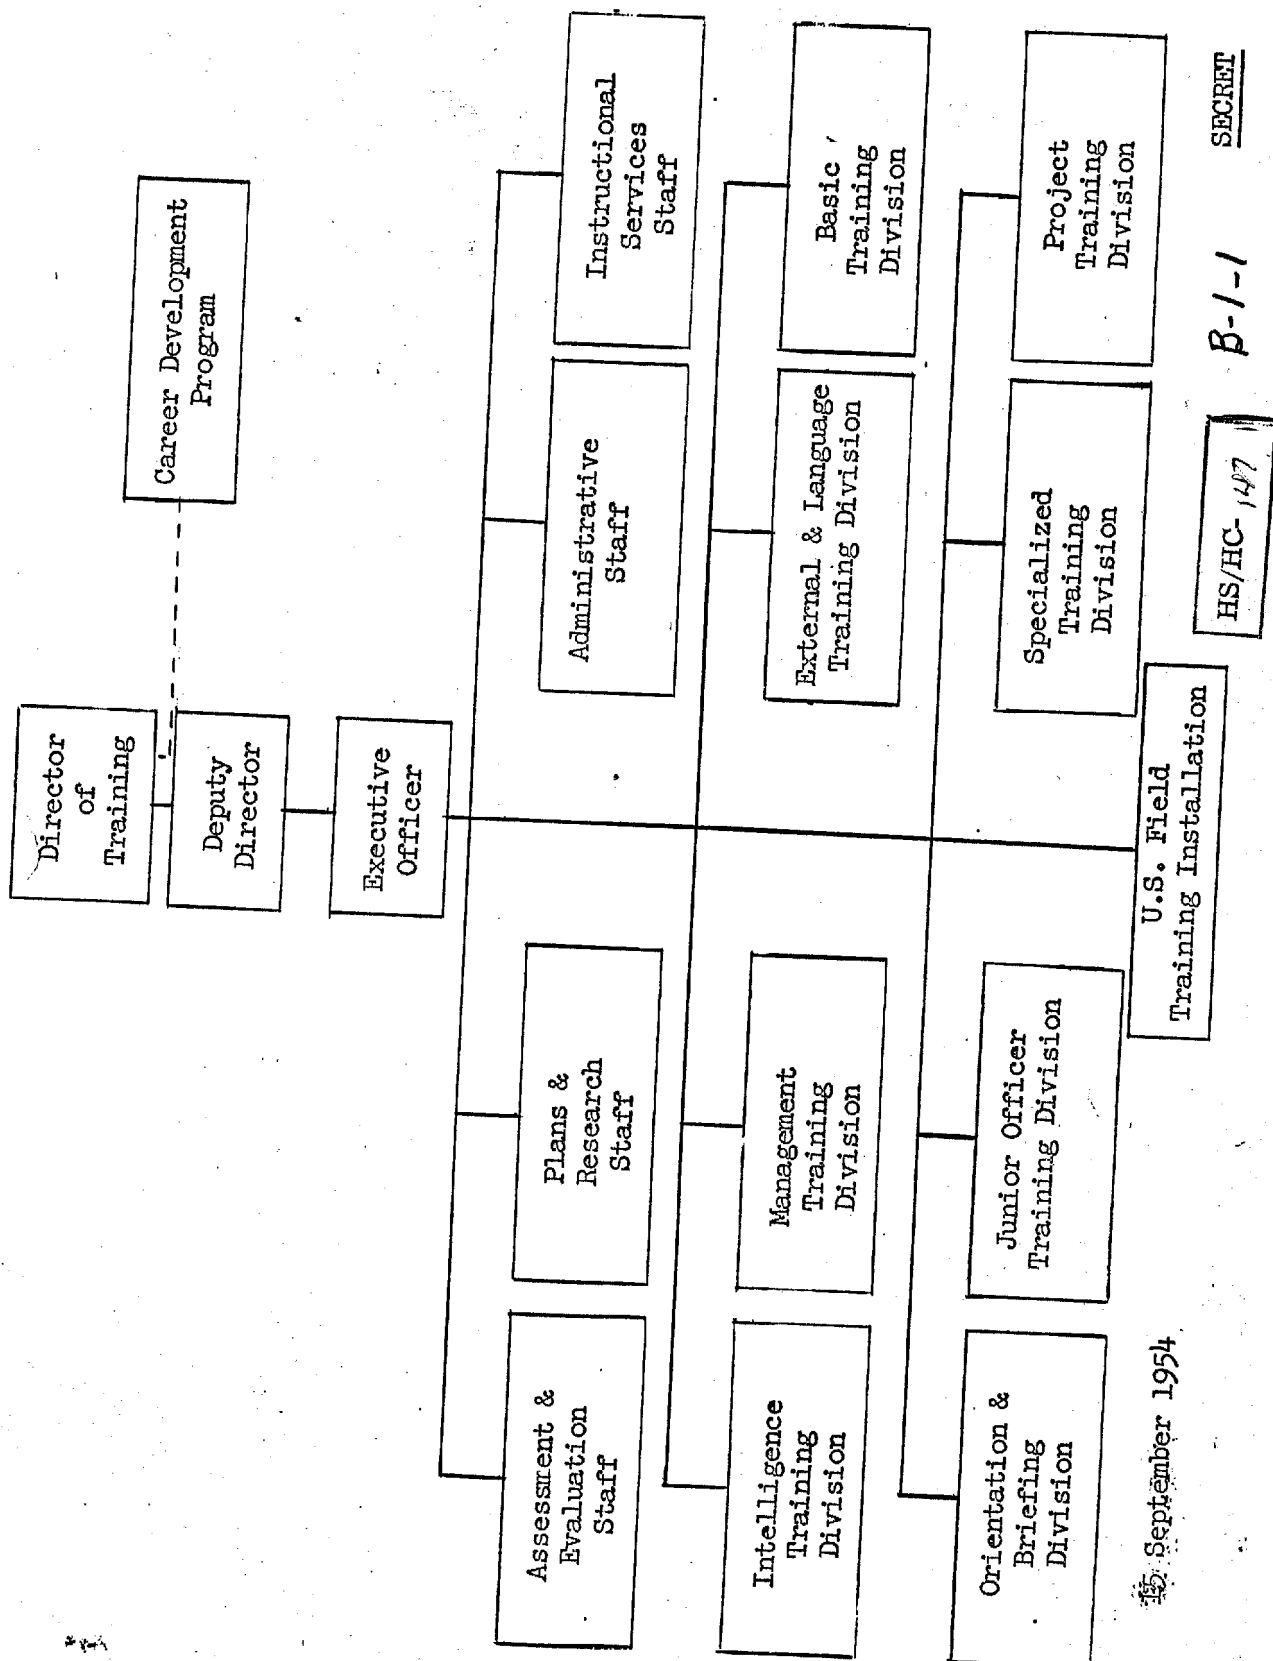 Director
of
Training
Career Development
Program
Deputy
Director
Executive
Officer
Assessment &
Evaluation
Staff
Plans &
Research
Staff
Administrative
Staff
Instructional
Services
Staff
Intelligence
Training
Division
Management
Training
Division
External & Language
Training Division
Basic
Training
Division
Orientation &
Briefing
Division
Junior Officer
Training Division
Specialized
Training
Division
Project
Training
Division
U.S. Field
Training Installation
September 1954
HS/HC-147
B-1-1
SECRET